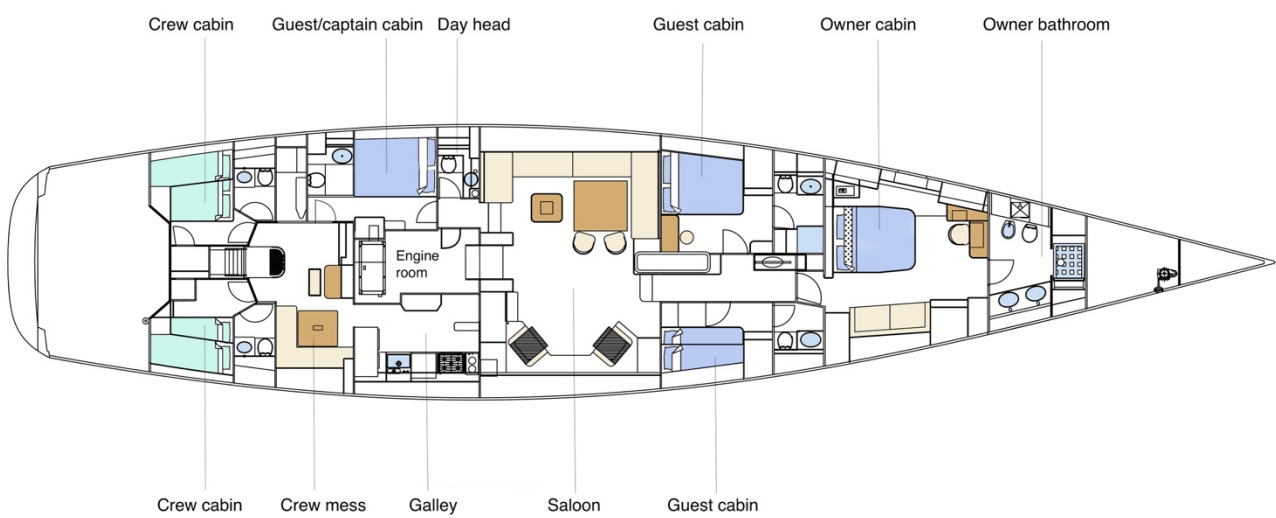 Crew cabin
Guest/captain cabin
Day head
Guest cabin
Owner cabin
Owner bathroom
Engine
room
Crew cabin
Crew mess
Galley
Saloon
Guest cabin